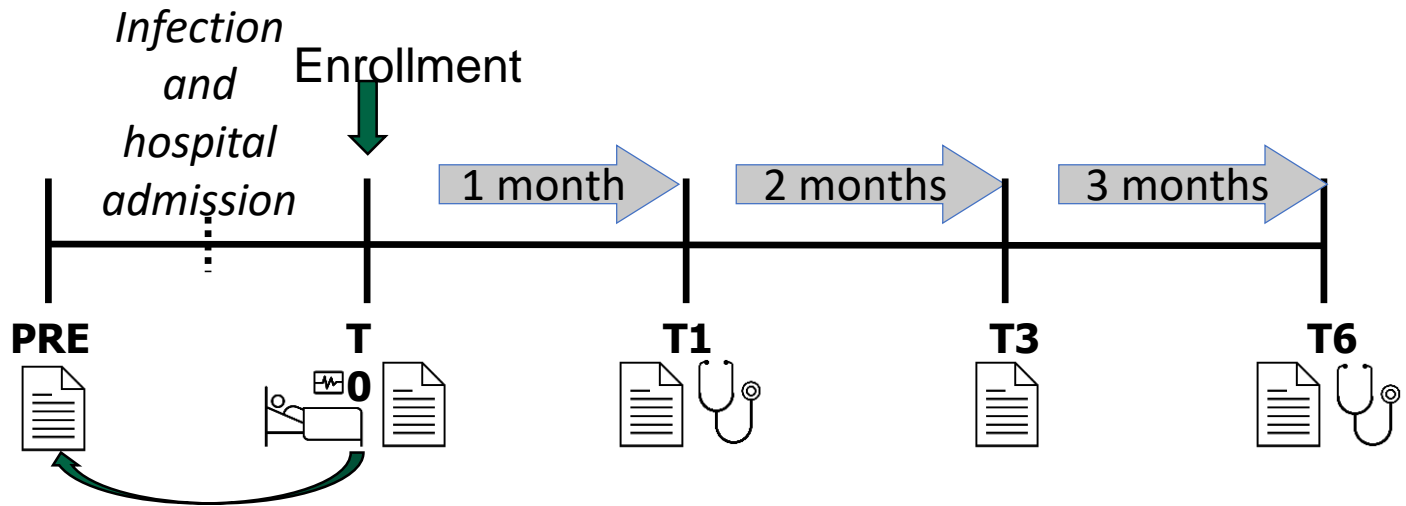 Infection
and
hospital
admission
Enrollment
1 month
2 months
3 months
PRE
T
0
T1
T3
T6